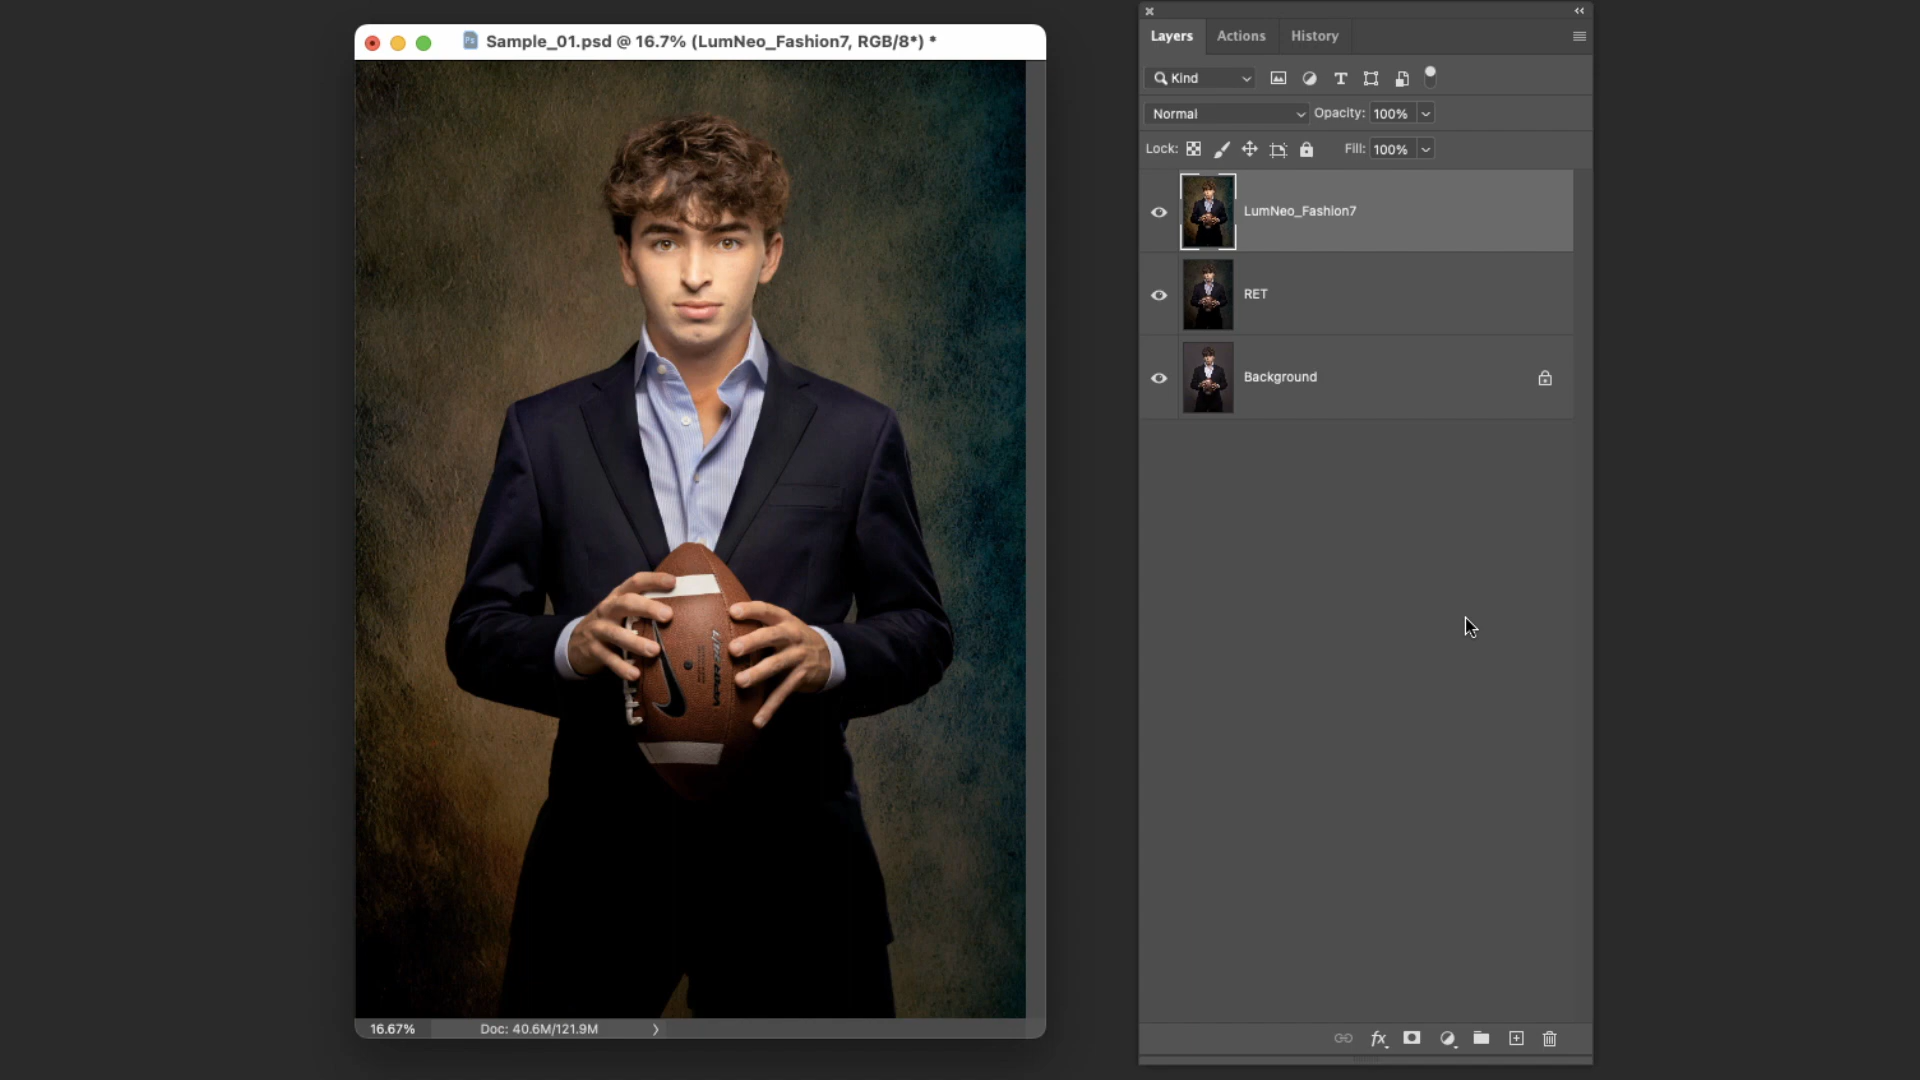 Sample_01.psd @ 16.7% (LumNeo_Fashion7, RGB/8*) *
16.67%
Doc: 40.6M/121.9M
Layers
Actions
History
Kind
Normal
Opacity: 100%
Lock:
Fill: 100%
LumNeo_Fashion7
RET
Background
fx